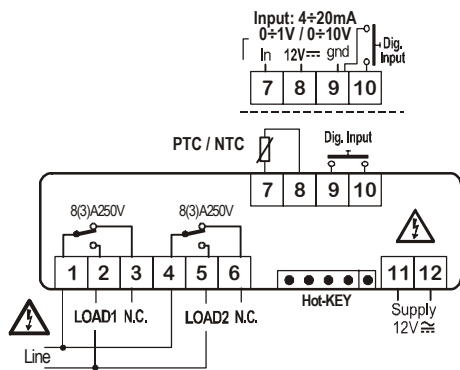 Input: 4÷20mA
0÷1V / 0÷10V
In 12V⎓ gnd
Dig.
Input
7 8 9 10
PTC / NTC
Dig. Input
7 8 9 10
8(3)A250V 8(3)A250V
1 2 3 4 5 6
11 12
LOAD1 N.C. LOAD2 N.C.
Hot-KEY
Supply
12V≂
Line